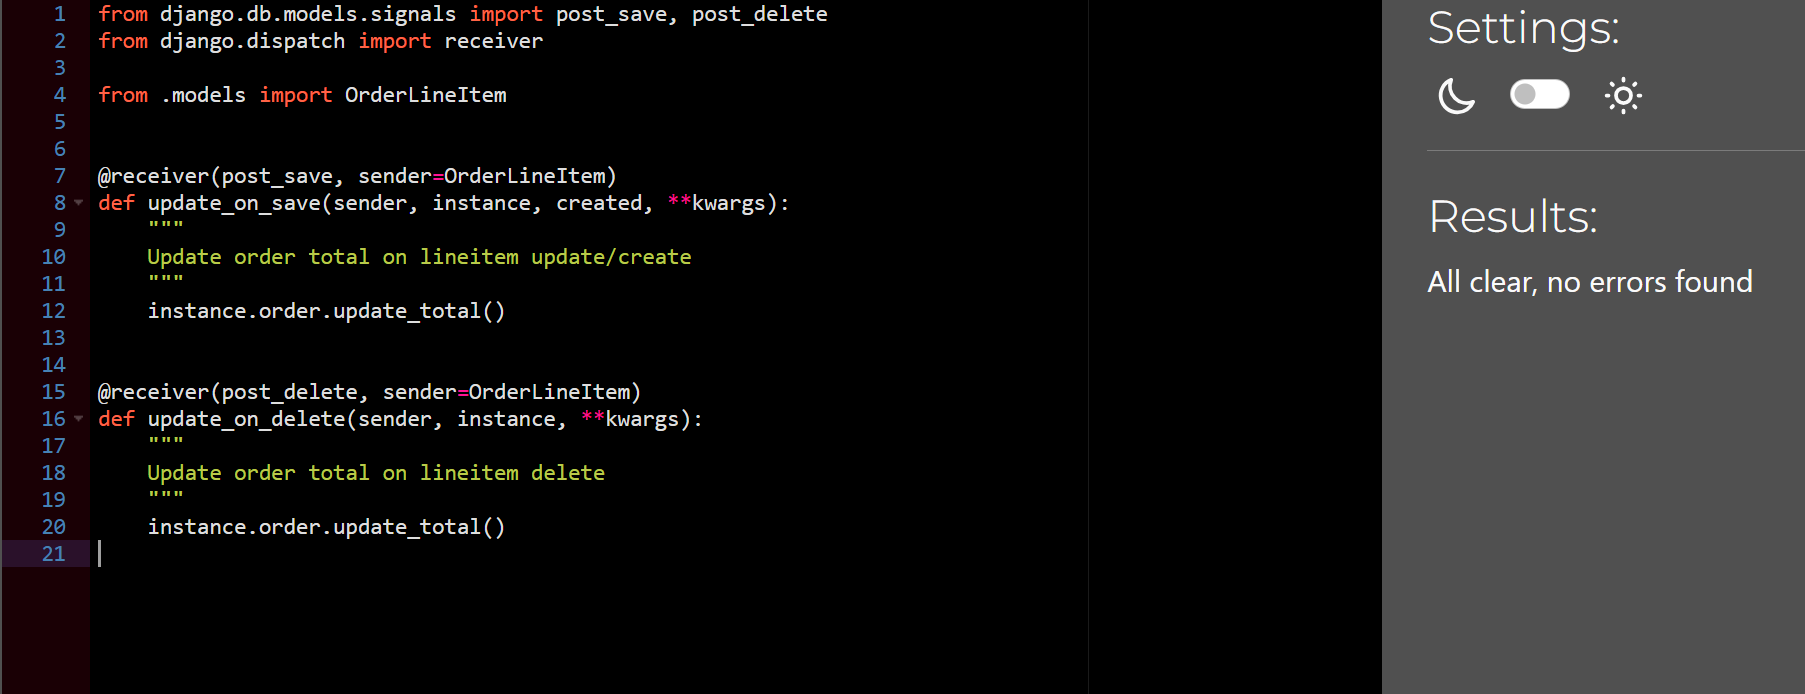 1 from django.db.models.signals import post_save, post_delete
2 from django.dispatch import receiver
3
4 from .models import OrderLineItem
5
6
7 @receiver(post_save, sender=OrderLineItem)
8 def update_on_save(sender, instance, created, **kwargs):
9     """
10     Update order total on lineitem update/create
11     """
12     instance.order.update_total()
13
14
15 @receiver(post_delete, sender=OrderLineItem)
16 def update_on_delete(sender, instance, **kwargs):
17     """
18     Update order total on lineitem delete
19     """
20     instance.order.update_total()
21
Settings:
Results:
All clear, no errors found